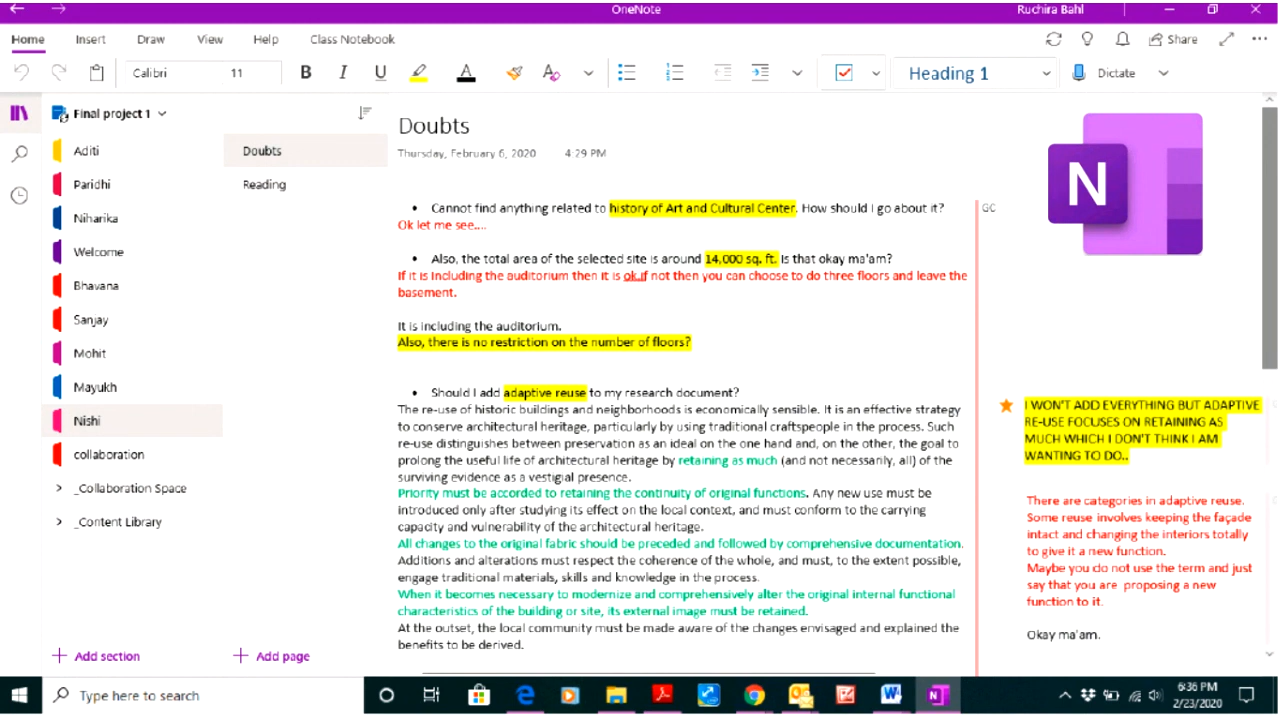 OneNote
Ruchira Bahl
Home Insert Draw View Help Class Notebook
Share
Calibri 11 B I U A A Heading 1 Dictate
Final project 1
Aditi
Paridhi
Niharika
Welcome
Bhavana
Sanjay
Mohit
Mayukh
Nishi
collaboration
_Collaboration Space
_Content Library
Add section
Doubts
Reading
Add page
Doubts
Thursday, February 6, 2020 4:29 PM
• Cannot find anything related to history of Art and Cultural Center. How should I go about it?
Ok let me see....
• Also, the total area of the selected site is around 14,000 sq. ft. Is that okay ma'am?
If it is including the auditorium then it is ok.if not then you can choose to do three floors and leave the
basement.
It is including the auditorium.
Also, there is no restriction on the number of floors?
• Should I add adaptive reuse to my research document?
The re-use of historic buildings and neighborhoods is economically sensible. It is an effective strategy
to conserve architectural heritage, particularly by using traditional craftspeople in the process. Such
re-use distinguishes between preservation as an ideal on the one hand and, on the other, the goal to
prolong the useful life of architectural heritage by retaining as much (and not necessarily, all) of the
surviving evidence as a vestigial presence.
Priority must be accorded to retaining the continuity of original functions. Any new use must be
introduced only after studying its effect on the local context, and must conform to the carrying
capacity and vulnerability of the architectural heritage.
All changes to the original fabric should be preceded and followed by comprehensive documentation.
Additions and alterations must respect the coherence of the whole, and must, to the extent possible,
engage traditional materials, skills and knowledge in the process.
When it becomes necessary to modernize and comprehensively alter the original internal functional
characteristics of the building or site, its external image must be retained.
At the outset, the local community must be made aware of the changes envisaged and explained the
benefits to be derived.
GC
N
I WON'T ADD EVERYTHING BUT ADAPTIVE
RE-USE FOCUSES ON RETAINING AS
MUCH WHICH I DON'T THINK I AM
WANTING TO DO..
There are categories in adaptive reuse.
Some reuse involves keeping the façade
intact and changing the interiors totally
to give it a new function.
Maybe you do not use the term and just
say that you are proposing a new
function to it.
Okay ma'am.
Type here to search
6:36 PM
2/23/2020